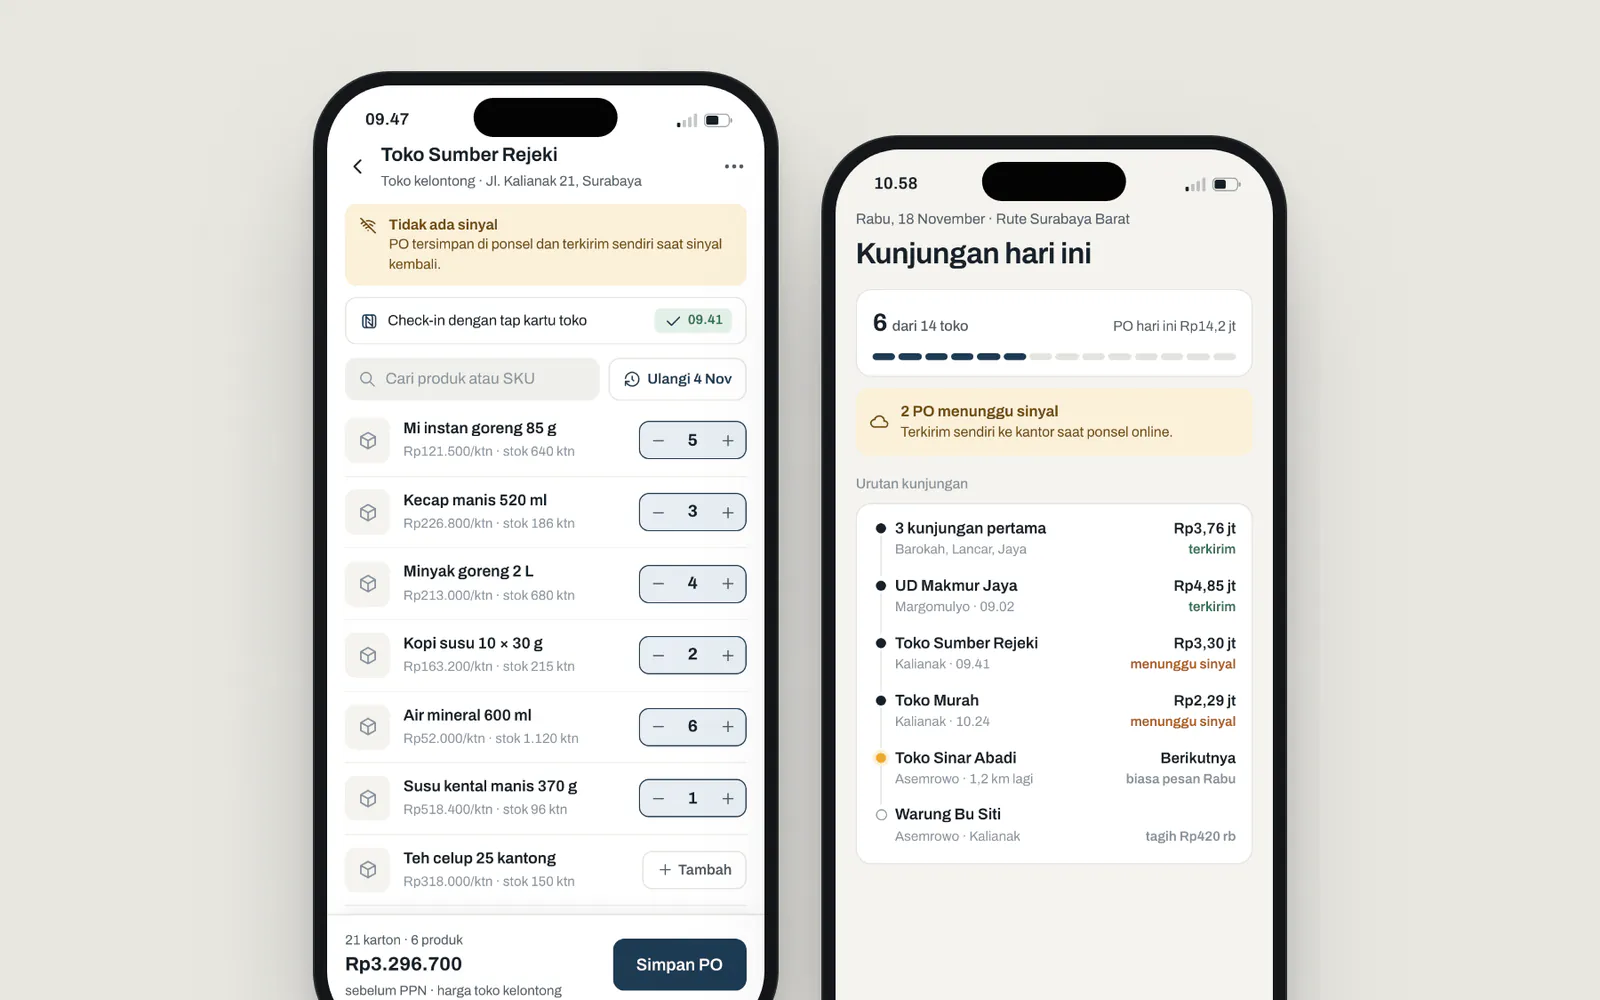 09.47
Toko Sumber Rejeki
Toko kelontong · Jl. Kalianak 21, Surabaya
Tidak ada sinyal
PO tersimpan di ponsel dan terkirim sendiri saat sinyal
kembali.
Check-in dengan tap kartu toko
09.41
Cari produk atau SKU
Ulangi 4 Nov
Mi instan goreng 85 g
Rp121.500/ktn · stok 640 ktn
5
Kecap manis 520 ml
Rp226.800/ktn · stok 186 ktn
3
Minyak goreng 2 L
Rp213.000/ktn · stok 680 ktn
4
Kopi susu 10 × 30 g
Rp163.200/ktn · stok 215 ktn
2
Air mineral 600 ml
Rp52.000/ktn · stok 1.120 ktn
6
Susu kental manis 370 g
Rp518.400/ktn · stok 96 ktn
1
Teh celup 25 kantong
Rp318.000/ktn · stok 150 ktn
Tambah
21 karton · 6 produk
Rp3.296.700
sebelum PPN · harga toko kelontong
Simpan PO
10.58
Rabu, 18 November · Rute Surabaya Barat
Kunjungan hari ini
6 dari 14 toko
PO hari ini Rp14,2 jt
2 PO menunggu sinyal
Terkirim sendiri ke kantor saat ponsel online.
Urutan kunjungan
3 kunjungan pertama
Rp3,76 jt
Barokah, Lancar, Jaya
terkirim
UD Makmur Jaya
Rp4,85 jt
Margomulyo · 09.02
terkirim
Toko Sumber Rejeki
Rp3,30 jt
Kalianak · 09.41
menunggu sinyal
Toko Murah
Rp2,29 jt
Kalianak · 10.24
menunggu sinyal
Toko Sinar Abadi
Berikutnya
Asemrowo · 1,2 km lagi
biasa pesan Rabu
Warung Bu Siti
Asemrowo · Kalianak
tagih Rp420 rb